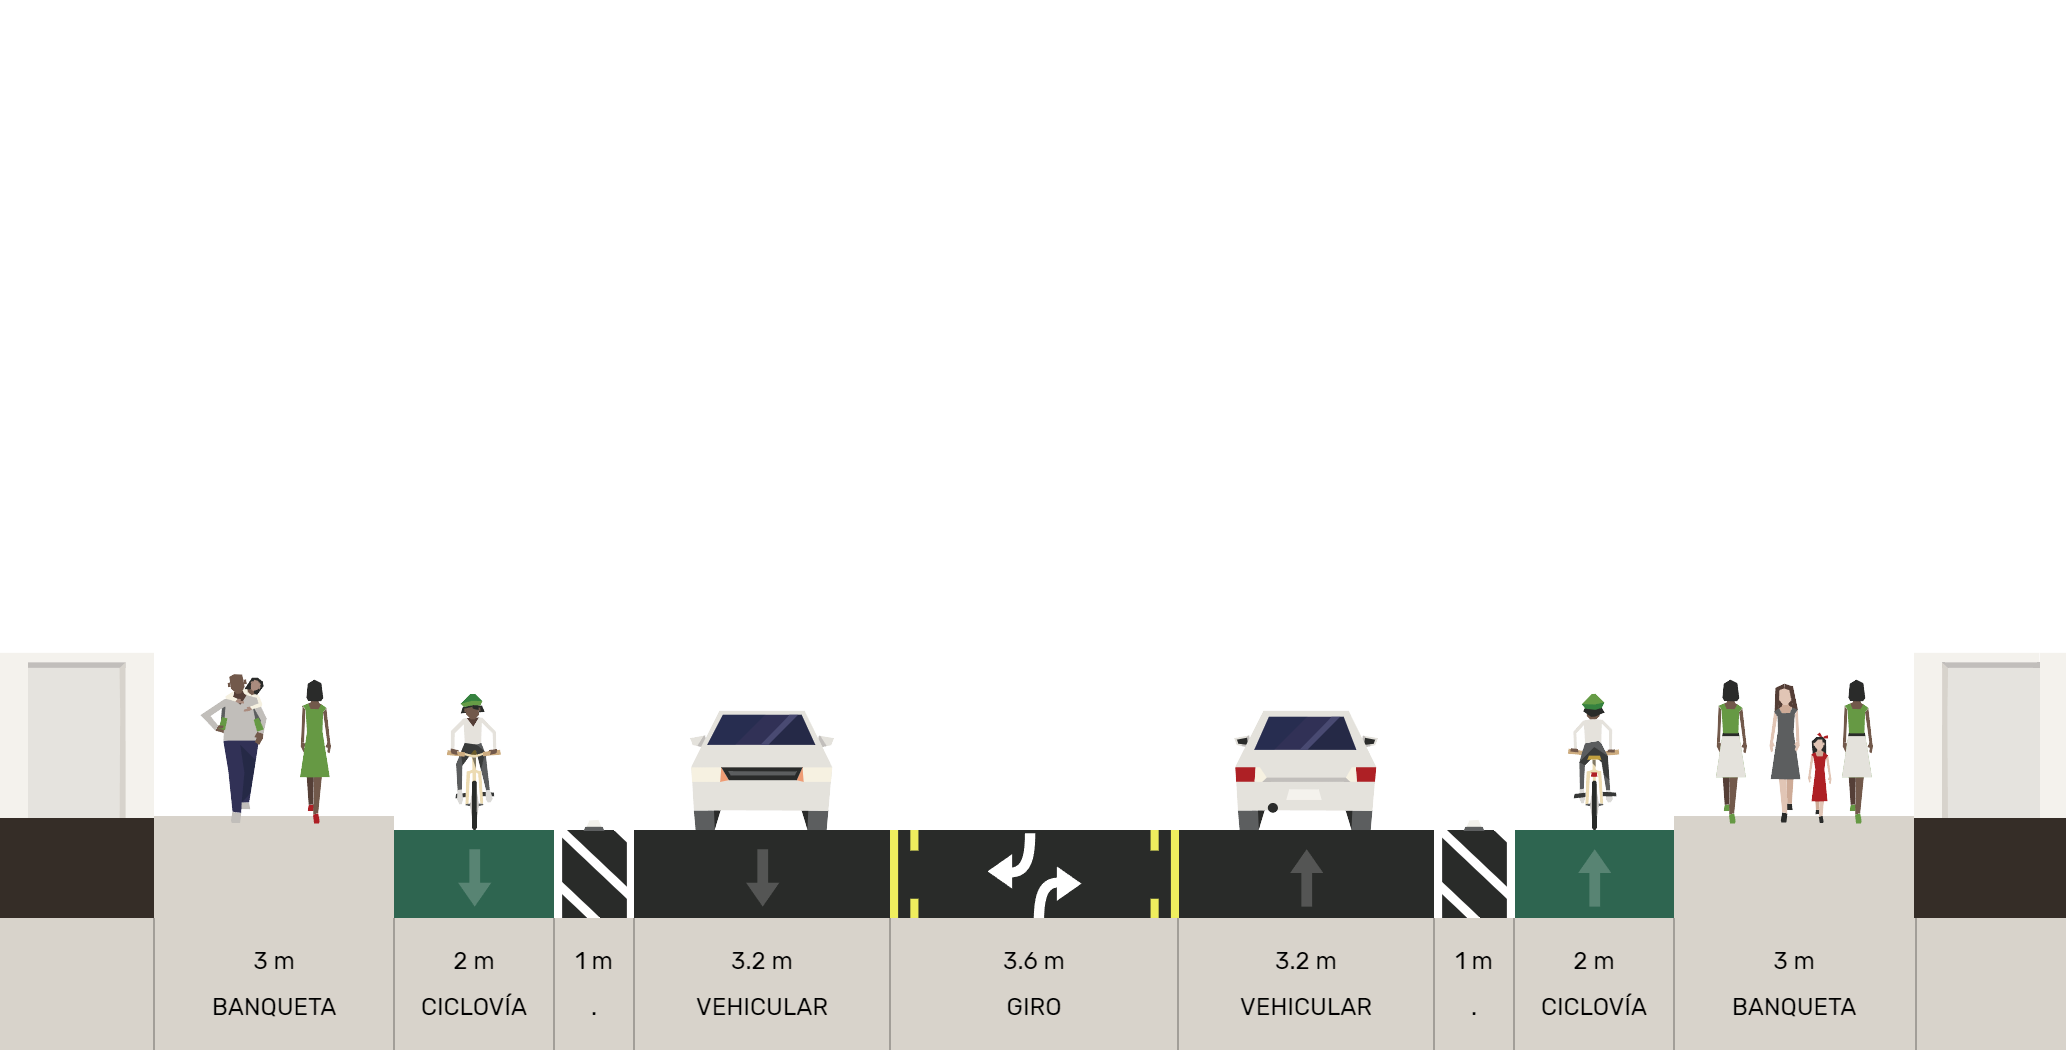 3 m 2 m 1 m 3.2 m 3.6 m 3.2 m 1 m 2 m 3 m
BANQUETA CICLOVÍA . VEHICULAR GIRO VEHICULAR . CICLOVÍA BANQUETA